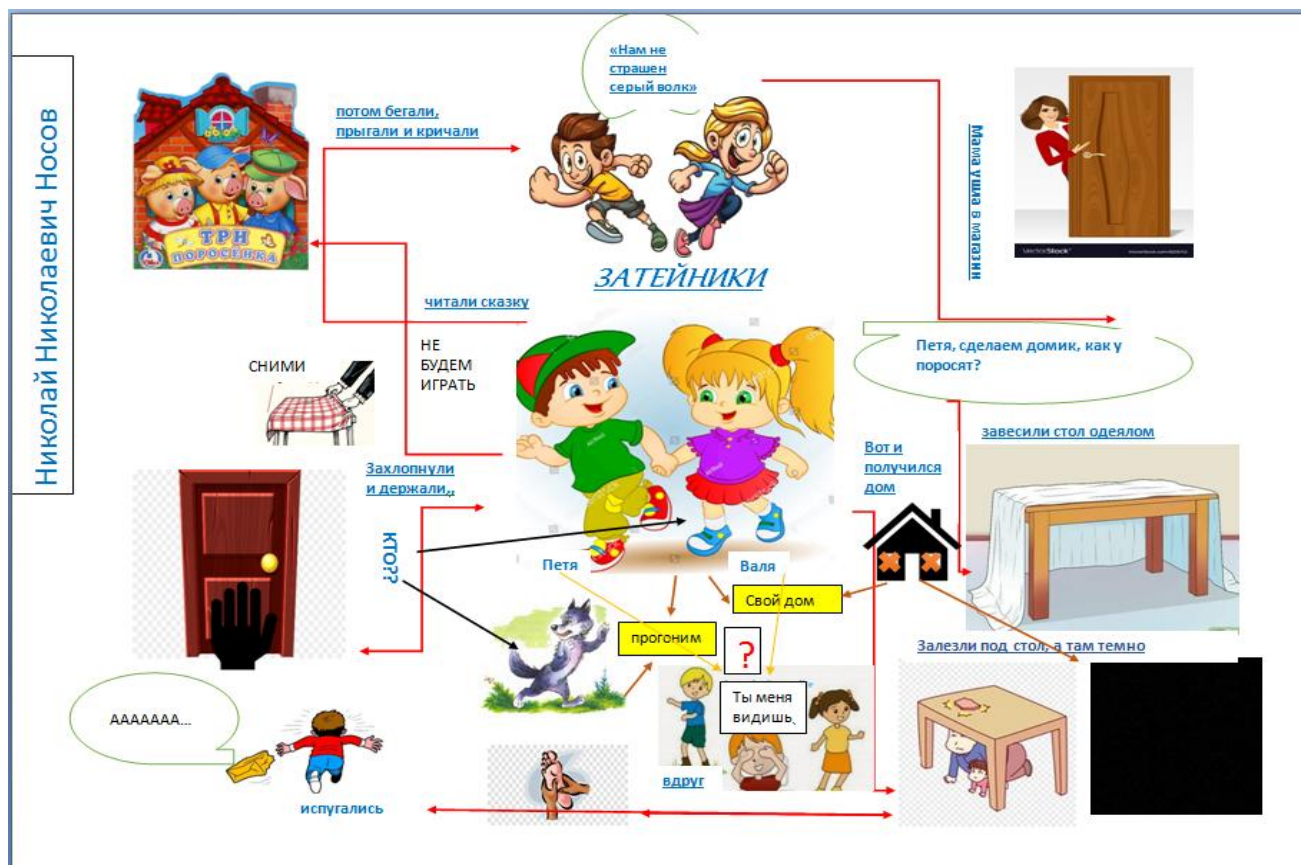 Николай Николаевич Носов
«Нам не
страшен
серый волк»
потом бегали,
прыгали и кричали
ТРИ
ПОРОСЕНКА
Мама ушла в магазин
VectorStock
ЗАТЕЙНИКИ
читали сказку
НЕ
БУДЕМ
ИГРАТЬ
СНИМИ
Петя, сделаем домик, как у
поросят?
завесили стол одеялом
Вот и
получился
дом
Захлопнули
и держали,,
КТО??
Петя
Валя
Свой дом
прогоним
?
Ты меня
видишь
Залезли под стол, а там темно
ААААААА...
вдруг
испугались